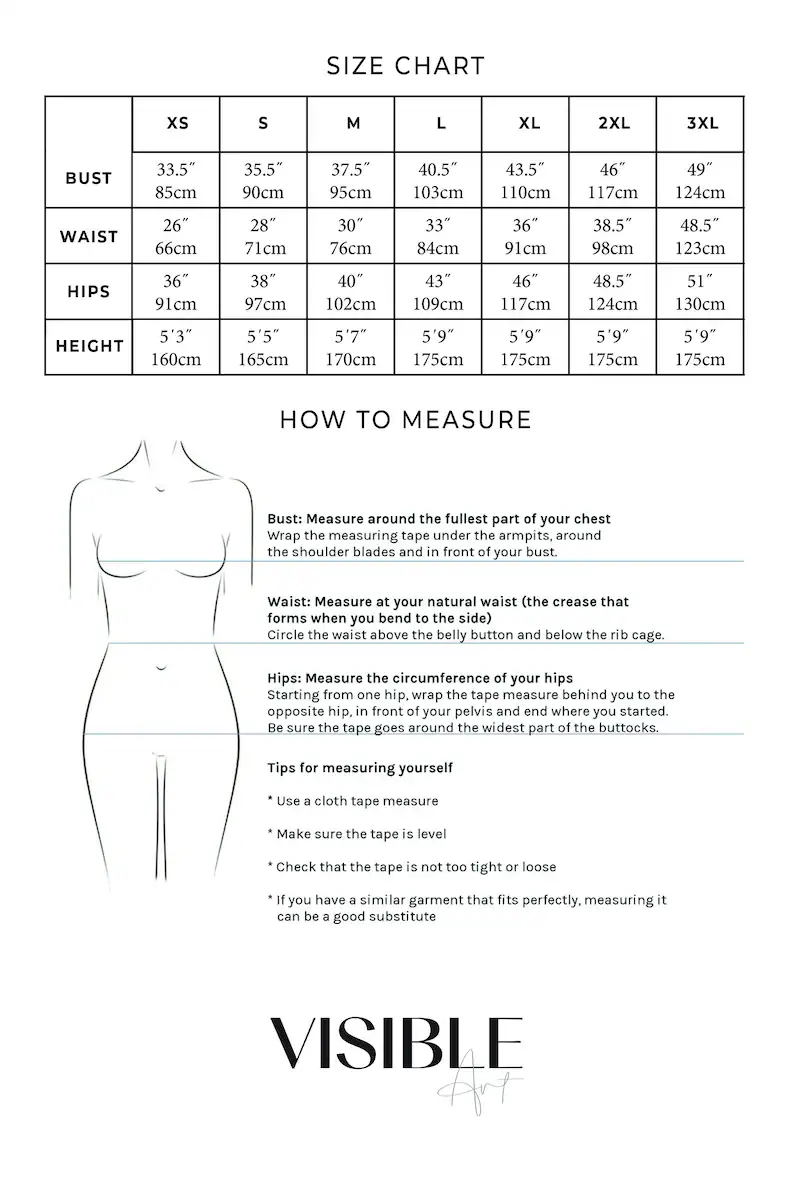 SIZE CHART
XS S M L XL 2XL 3XL
BUST 33.5″ 35.5″ 37.5″ 40.5″ 43.5″ 46″ 49″
85cm 90cm 95cm 103cm 110cm 117cm 124cm
WAIST 26″ 28″ 30″ 33″ 36″ 38.5″ 48.5″
66cm 71cm 76cm 84cm 91cm 98cm 123cm
HIPS 36″ 38″ 40″ 43″ 46″ 48.5″ 51″
91cm 97cm 102cm 109cm 117cm 124cm 130cm
HEIGHT 5′3″ 5′5″ 5′7″ 5′9″ 5′9″ 5′9″ 5′9″
160cm 165cm 170cm 175cm 175cm 175cm 175cm
HOW TO MEASURE
Bust: Measure around the fullest part of your chest
Wrap the measuring tape under the armpits, around
the shoulder blades and in front of your bust.
Waist: Measure at your natural waist (the crease that
forms when you bend to the side)
Circle the waist above the belly button and below the rib cage.
Hips: Measure the circumference of your hips
Starting from one hip, wrap the tape measure behind you to the
opposite hip, in front of your pelvis and end where you started.
Be sure the tape goes around the widest part of the buttocks.
Tips for measuring yourself
* Use a cloth tape measure
* Make sure the tape is level
* Check that the tape is not too tight or loose
* If you have a similar garment that fits perfectly, measuring it
can be a good substitute
VISIBLE
Art